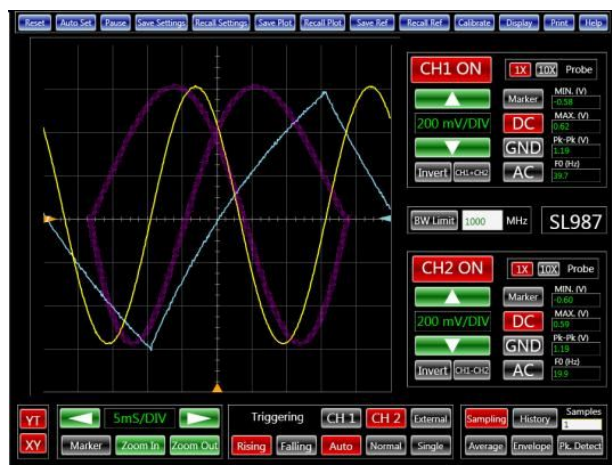 Reset Auto Set Pause Save Settings Recall Settings Save Plot Recall Plot Save Ref Recall Ref Calibrate Display Print Help
CH1 ON 1X 10X Probe
Marker MIN. (V)
-0.58
200 mV/DIV DC MAX. (V)
0.62
GND Pk-Pk (V)
1.19
Invert CH1+CH2 AC F0 (Hz)
39.7
BW Limit 1000 MHz SL987
CH2 ON 1X 10X Probe
Marker MIN. (V)
-0.60
200 mV/DIV DC MAX. (V)
0.59
GND Pk-Pk (V)
1.19
Invert CH1-CH2 AC F0 (Hz)
19.9
YT 5mS/DIV Triggering CH 1 CH 2 External Sampling History Samples
1
XY Marker Zoom In Zoom Out Rising Falling Auto Normal Single Average Envelope Pk. Detect